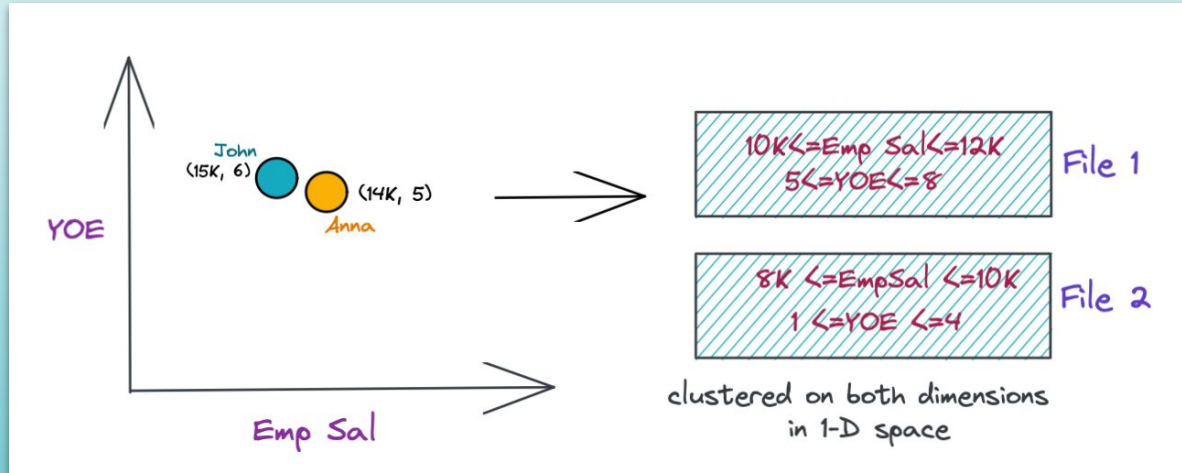 John
(15K, 6)
(14K, 5)
Anna
YOE
Emp Sal
10K<=Emp Sal<=12K
5<=YOE<=8
File 1
8K <=EmpSal <=10K
1 <=YOE <=4
File 2
clustered on both dimensions
in 1-D space